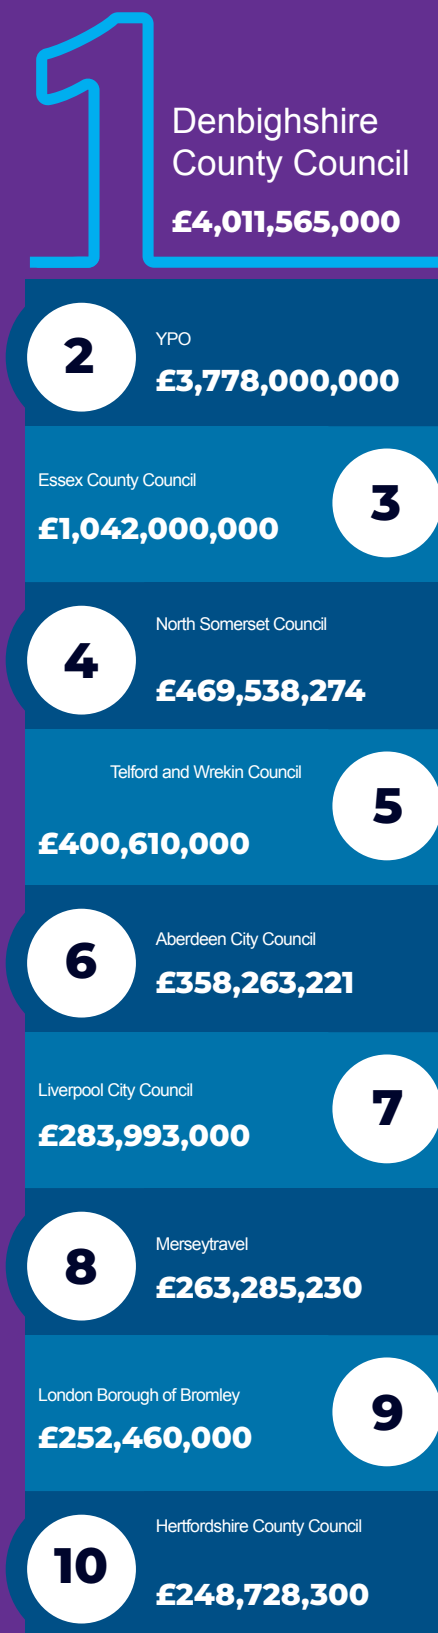 1
Denbighshire
County Council
£4,011,565,000
2
YPO
£3,778,000,000
Essex County Council
£1,042,000,000
3
4
North Somerset Council
£469,538,274
Telford and Wrekin Council
£400,610,000
5
6
Aberdeen City Council
£358,263,221
Liverpool City Council
£283,993,000
7
8
Merseytravel
£263,285,230
London Borough of Bromley
£252,460,000
9
10
Hertfordshire County Council
£248,728,300